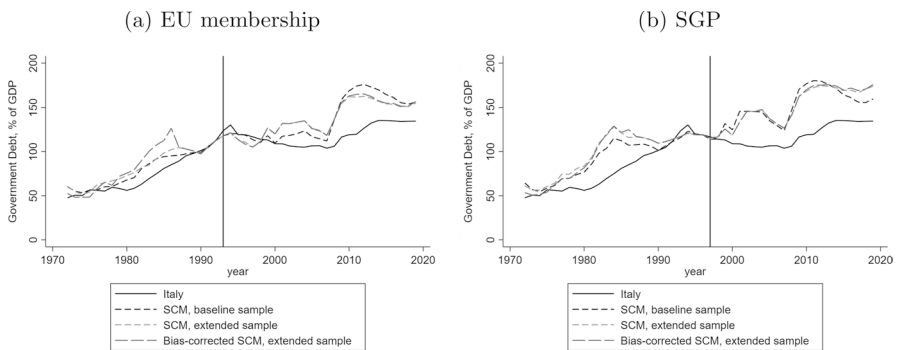 (a) EU membership
Government Debt, % of GDP
200
150
100
50
0
1970 1980 1990 2000 2010 2020
year
Italy
SCM, baseline sample
SCM, extended sample
Bias-corrected SCM, extended sample
(b) SGP
Government Debt, % of GDP
200
150
100
50
0
1970 1980 1990 2000 2010 2020
year
Italy
SCM, baseline sample
SCM, extended sample
Bias-corrected SCM, extended sample